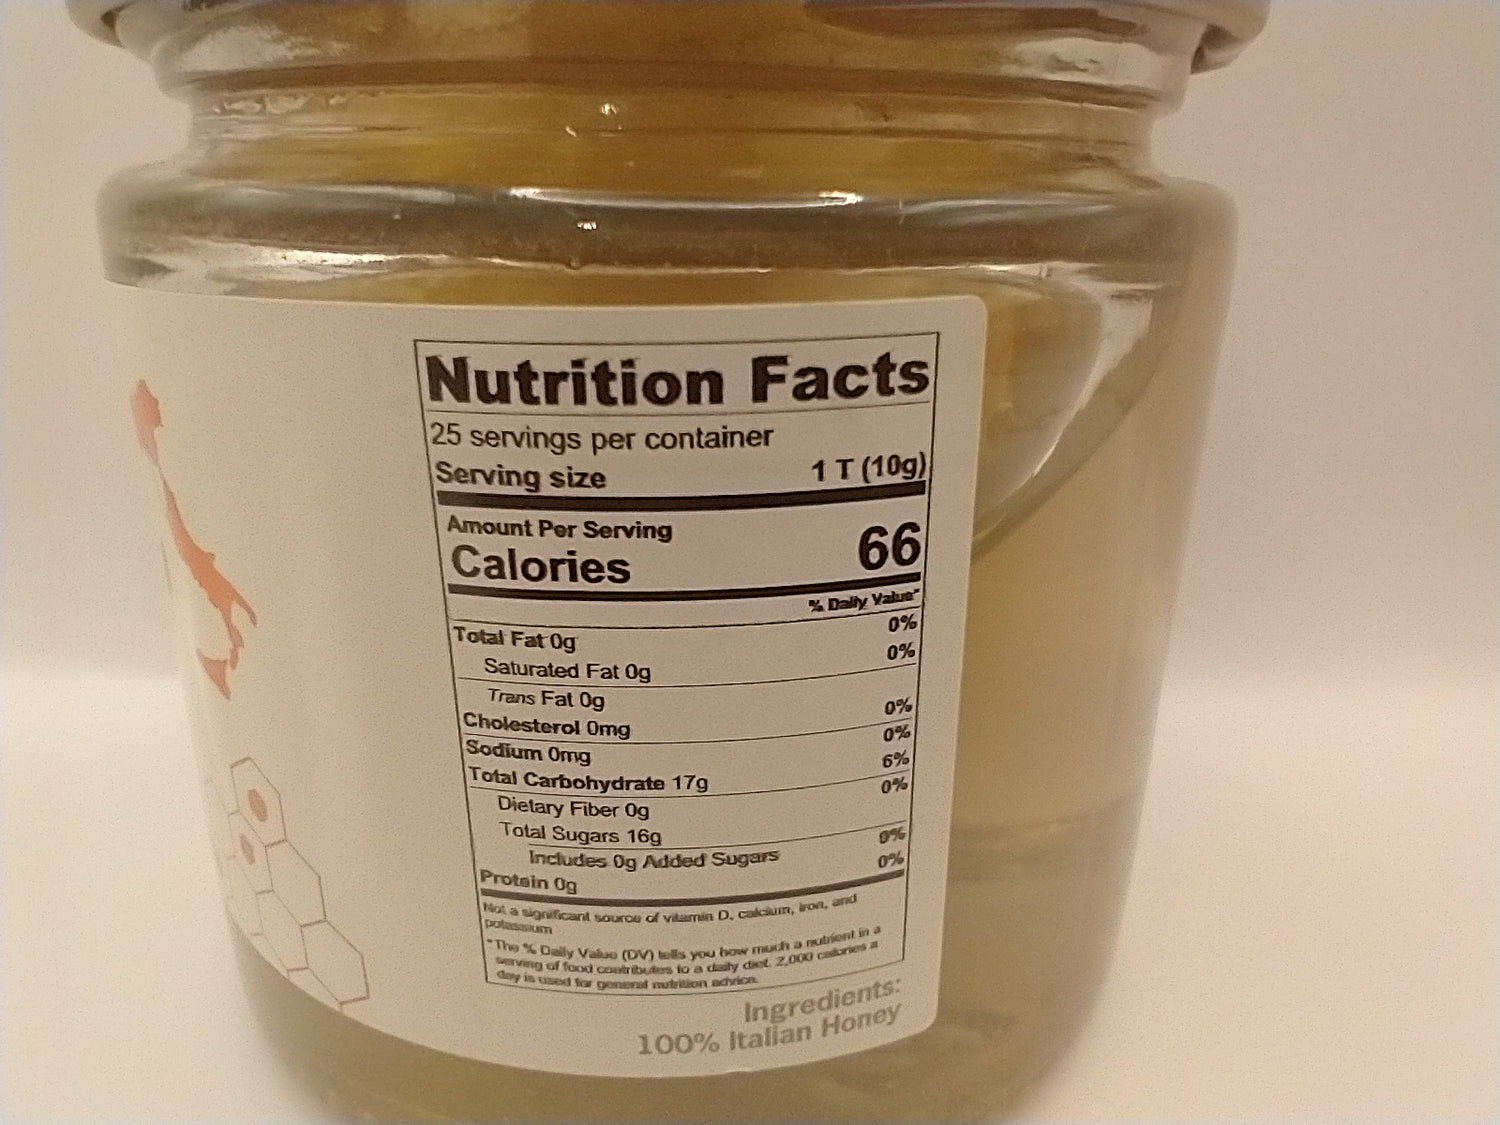 Nutrition Facts
25 servings per container
Serving size 1 T (10g)
Amount Per Serving
Calories 66
% Daily Value*
Total Fat 0g 0%
Saturated Fat 0g 0%
Trans Fat 0g
Cholesterol 0mg 0%
Sodium 0mg 0%
Total Carbohydrate 17g 6%
Dietary Fiber 0g 0%
Total Sugars 16g
Includes 0g Added Sugars 0%
Protein 0g 0%
Not a significant source of vitamin D, calcium, iron, and
potassium
*The % Daily Value (DV) tells you how much a nutrient in a
serving of food contributes to a daily diet. 2,000 calories a
day is used for general nutrition advice.
Ingredients:
100% Italian Honey